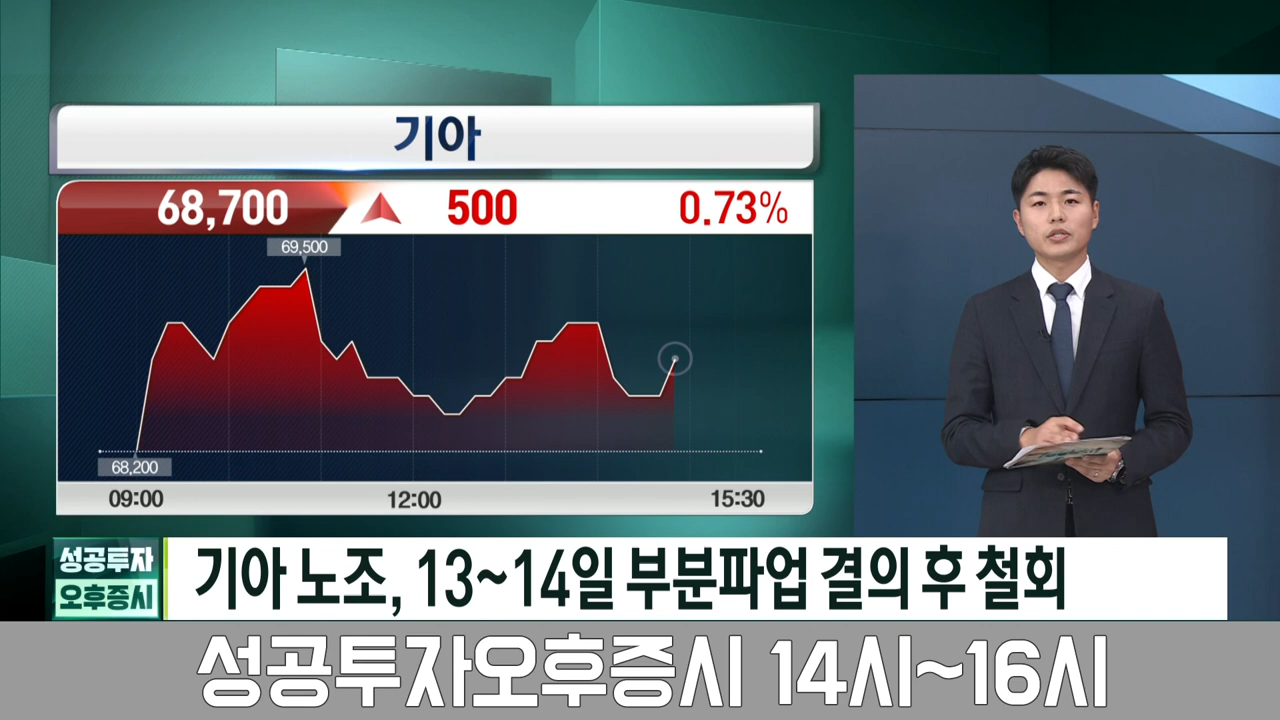 기아
68,700 ▲ 500 0.73%
69,500
68,200
09:00 12:00 15:30
성공투자
오후증시
기아 노조, 13~14일 부분파업 결의 후 철회
성공투자오후증시 14시~16시